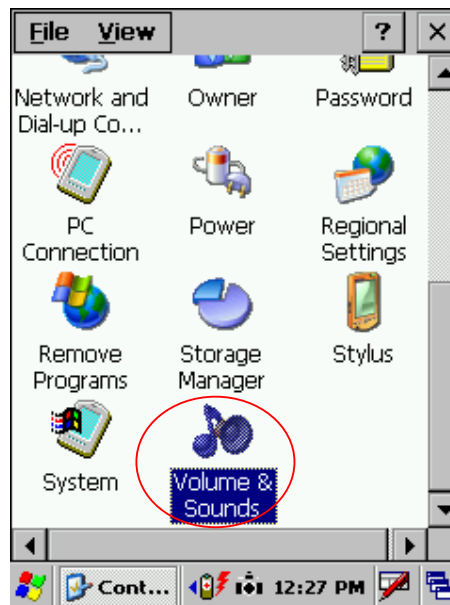 File View ? ×
Network and Owner Password
Dial-up Co...
PC Power Regional
Connection Settings
Remove Storage Stylus
Programs Manager
System Volume &
Sounds
Cont... 12:27 PM